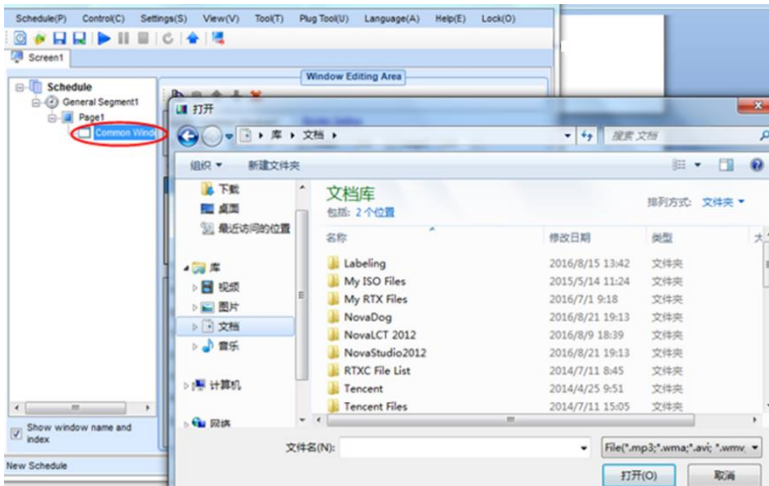 Schedule(P) Control(C) Settings(S) View(V) Tool(T) Plug Tool(U) Language(A) Help(E) Lock(O)
Screen1
Window Editing Area
Schedule
General Segment1
Page1
Common Wind
打开
库 文档
搜索 文档
组织 新建文件夹
下载
桌面
最近访问的位置
库
视频
图片
文档
音乐
计算机
网络
文档库
包括: 2 个位置
排列方式: 文件夹
名称 修改日期 类型 大
Labeling 2016/8/15 13:42 文件夹
My ISO Files 2015/5/14 11:24 文件夹
My RTX Files 2016/7/1 9:18 文件夹
NovaDog 2016/8/21 19:13 文件夹
NovaLCT 2012 2016/8/9 18:39 文件夹
NovaStudio2012 2016/8/21 19:13 文件夹
RTXC File List 2014/7/11 8:45 文件夹
Tencent 2014/4/25 9:51 文件夹
Tencent Files 2014/7/11 15:05 文件夹
Show window name and
index
文件名(N):
File(*.mp3;*.wma;*.avi; *.wmv,
打开(O) 取消
New Schedule